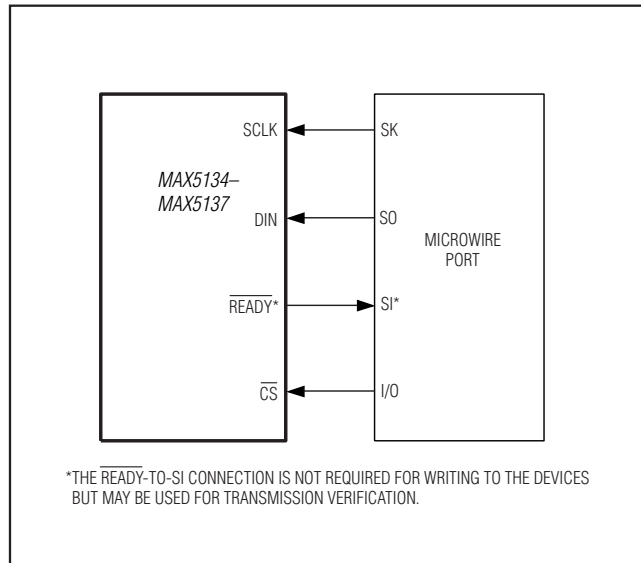 SCLK SK
MAX5134–
MAX5137
DIN SO
MICROWIRE
PORT
READY* SI*
CS I/O
*THE READY-TO-SI CONNECTION IS NOT REQUIRED FOR WRITING TO THE DEVICES
BUT MAY BE USED FOR TRANSMISSION VERIFICATION.